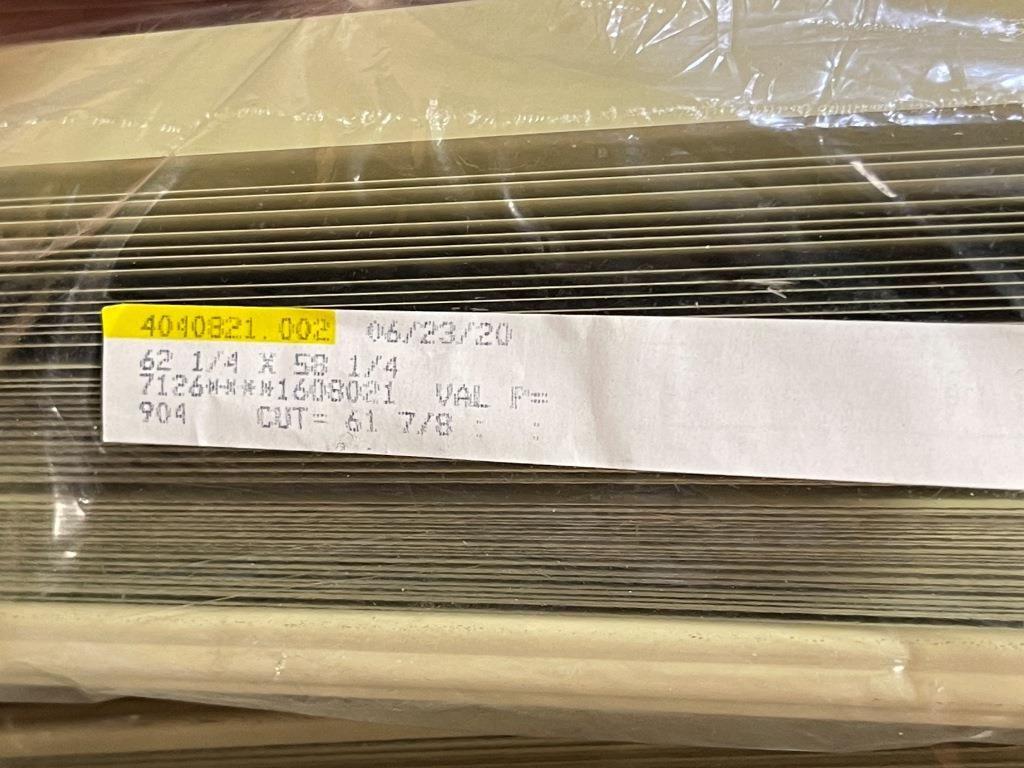 4040821.002 06/23/20
62 1/4 X 58 1/4
7126****1608021 VAL P=
904 CUT= 61 7/8 : :